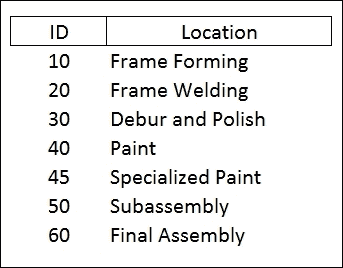 ID Location
10 Frame Forming
20 Frame Welding
30 Debur and Polish
40 Paint
45 Specialized Paint
50 Subassembly
60 Final Assembly